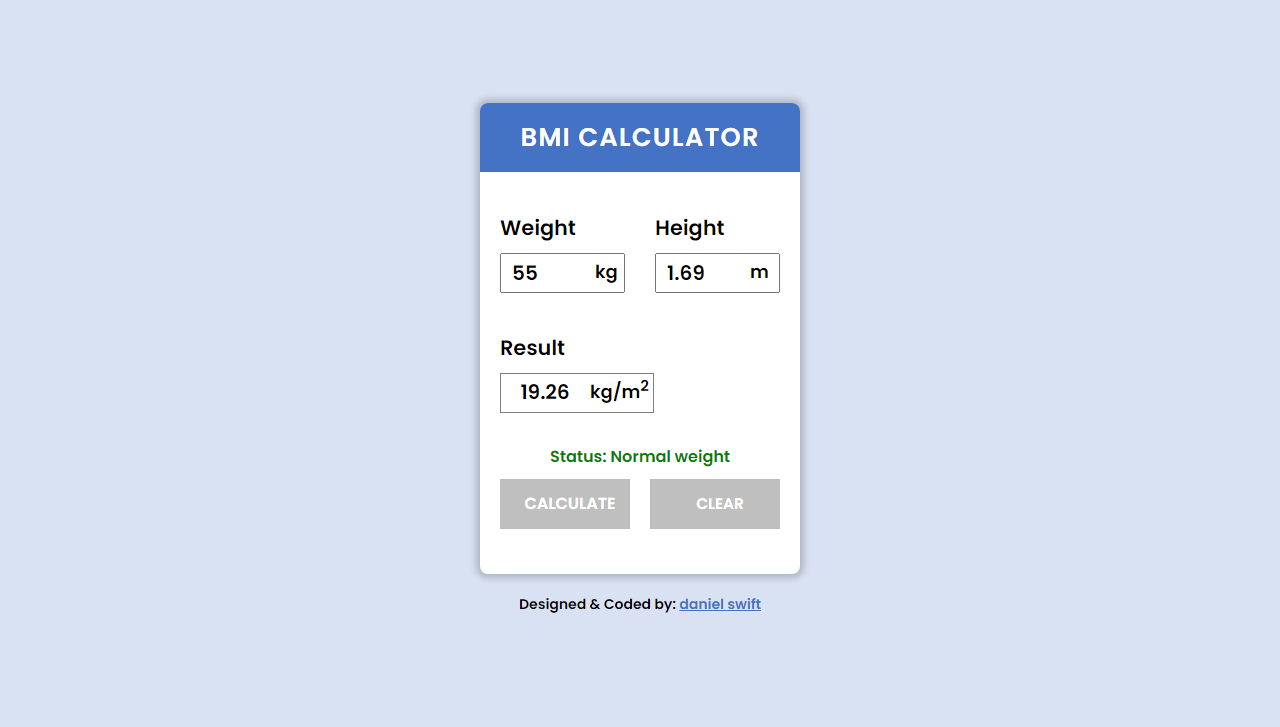 BMI CALCULATOR
Weight Height
55 kg 1.69 m
Result
19.26 kg/m²
Status: Normal weight
CALCULATE CLEAR
Designed & Coded by: daniel swift